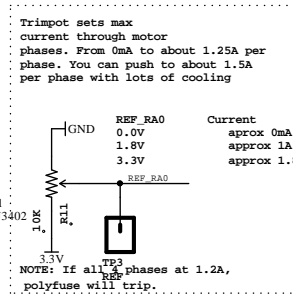 Trimpot sets max
current through motor
phases. From 0mA to about 1.25A per
phase. You can push to about 1.5A
per phase with lots of cooling
GND
REF_RA0 Current
0.0V aprox 0mA
1.8V approx 1A
3.3V approx 1.8
REF_RA0
3402
10K
R11
3.3V
TP3
REF
NOTE: If all 4 phases at 1.2A,
polyfuse will trip.